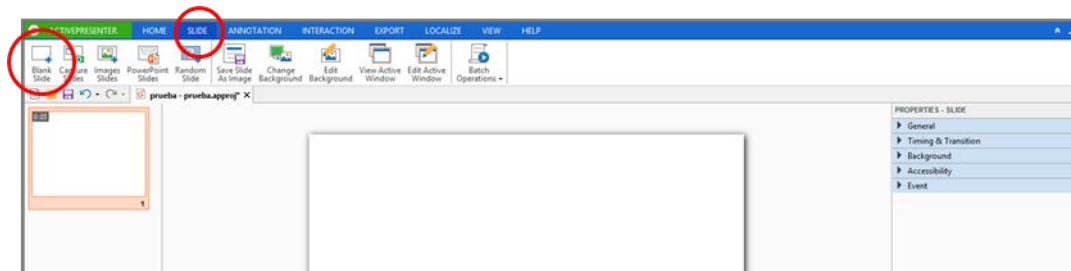 ACTIVEPRESENTER HOME SLIDE ANNOTATION INTERACTION EXPORT LOCALIZE VIEW HELP
Blank Slide
Capture Slides
Images Slides
PowerPoint Slides
Random Slide
Save Slide As Image
Change Background
Edit Background
View Active Window
Edit Active Window
Batch Operations
prueba - prueba.approj* X
0:05
1
PROPERTIES - SLIDE
General
Timing & Transition
Background
Accessibility
Event